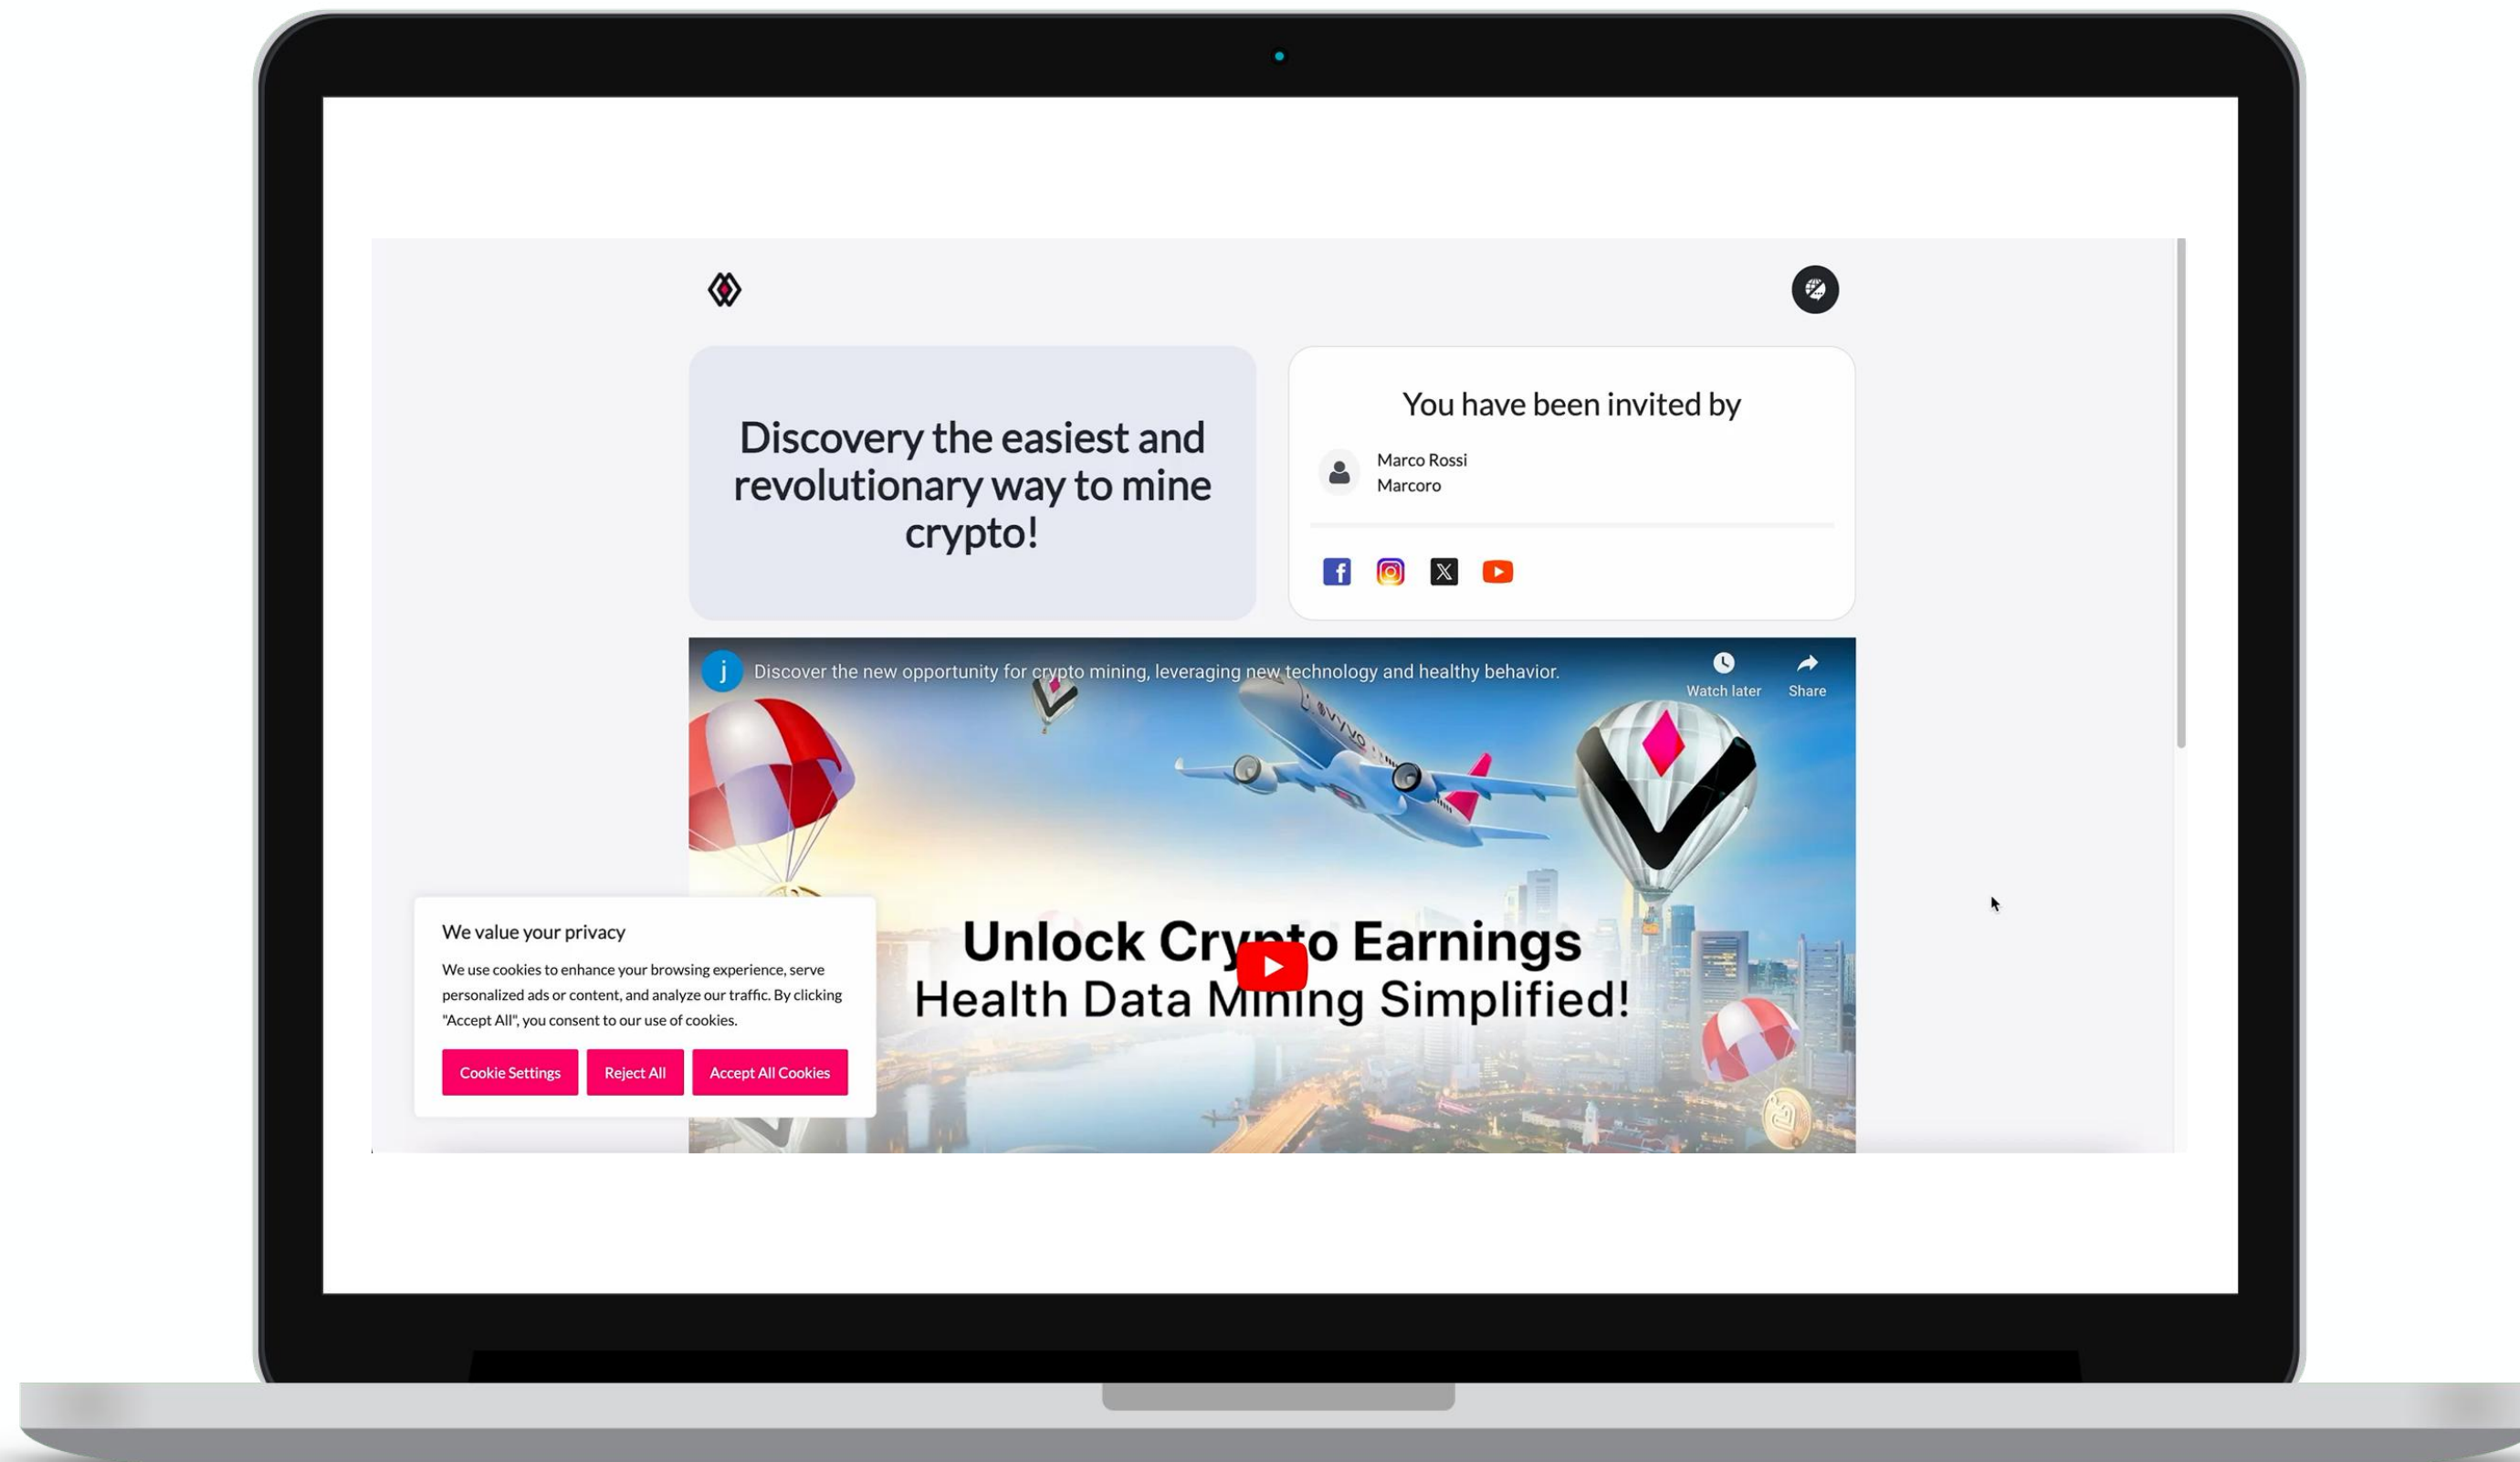 Discovery the easiest and
revolutionary way to mine
crypto!
You have been invited by
Marco Rossi
Marcoro
j
Discover the new opportunity for crypto mining, leveraging new technology and healthy behavior.
Watch later
Share
vyvo
Unlock Crypto Earnings
Health Data Mining Simplified!
We value your privacy
We use cookies to enhance your browsing experience, serve
personalized ads or content, and analyze our traffic. By clicking
"Accept All", you consent to our use of cookies.
Cookie Settings
Reject All
Accept All Cookies